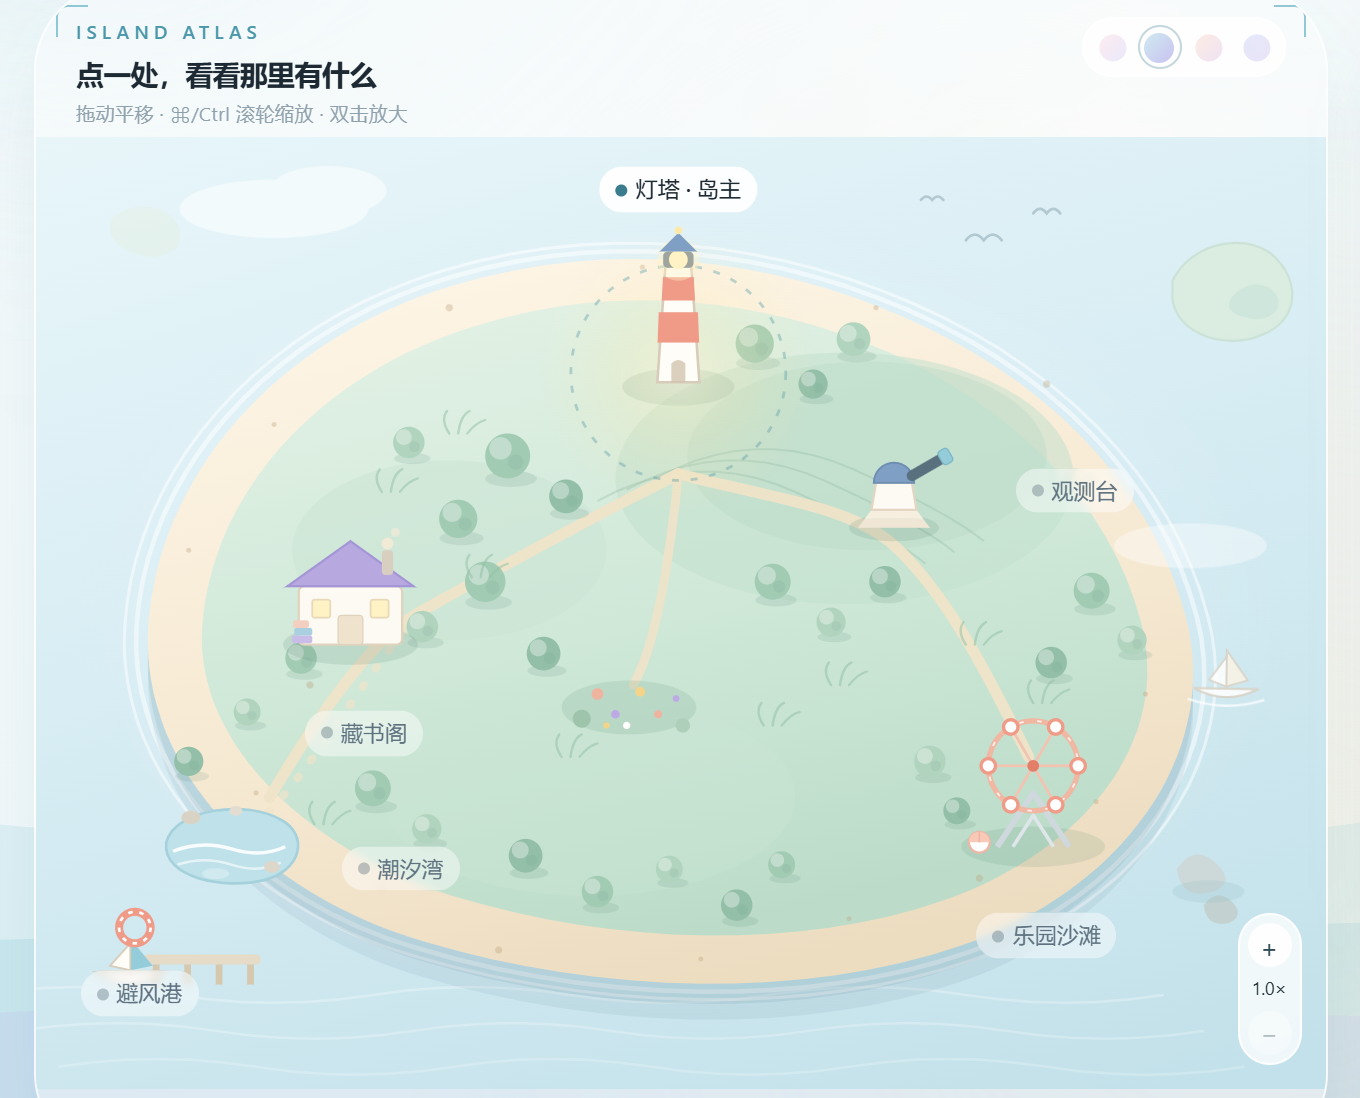 ISLAND ATLAS
点一处，看看那里有什么
拖动平移 · ⌘/Ctrl 滚轮缩放 · 双击放大
灯塔 · 岛主
观测台
藏书阁
潮汐湾
乐园沙滩
避风港
+
1.0×
−